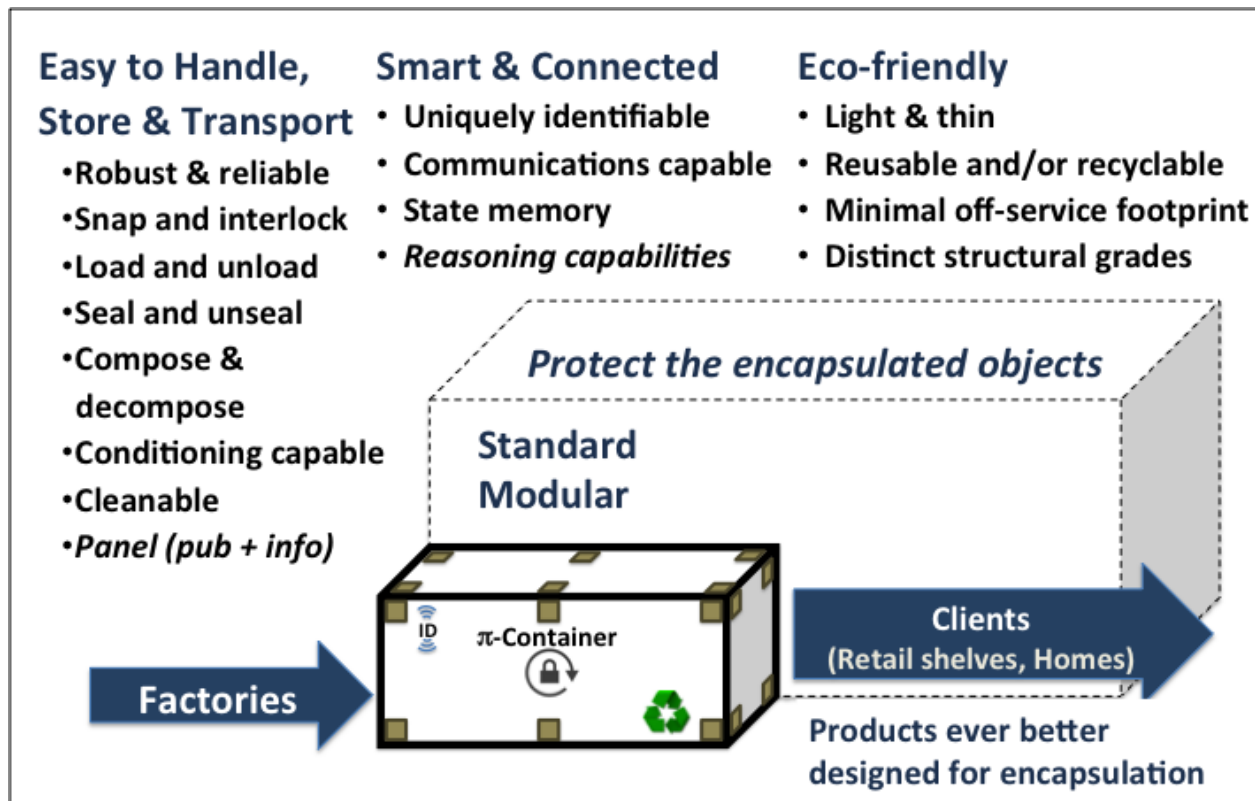 Easy to Handle,
Store & Transport
•Robust & reliable
•Snap and interlock
•Load and unload
•Seal and unseal
•Compose &
decompose
•Conditioning capable
•Cleanable
•Panel (pub + info)
Smart & Connected
• Uniquely identifiable
• Communications capable
• State memory
• Reasoning capabilities
Eco-friendly
• Light & thin
• Reusable and/or recyclable
• Minimal off-service footprint
• Distinct structural grades
Protect the encapsulated objects
Standard
Modular
ID
π-Container
Factories
Clients
(Retail shelves, Homes)
Products ever better
designed for encapsulation